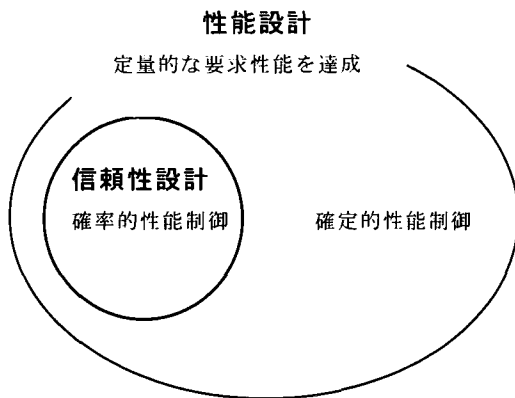 性能設計
定量的な要求性能を達成
信頼性設計
確率的性能制御
確定的性能制御